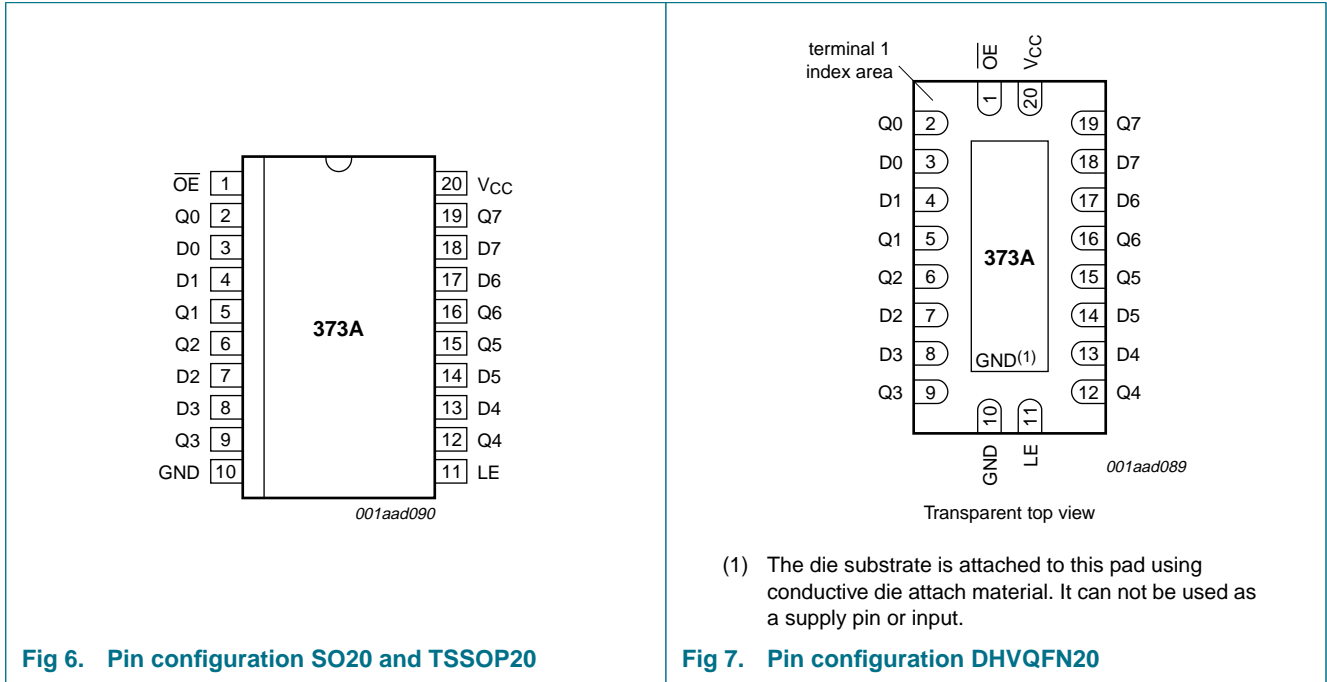 OE 1
Q0 2
D0 3
D1 4
Q1 5
Q2 6
D2 7
D3 8
Q3 9
GND 10
373A
20 VCC
19 Q7
18 D7
17 D6
16 Q6
15 Q5
14 D5
13 D4
12 Q4
11 LE
001aad090
Fig 6. Pin configuration SO20 and TSSOP20
terminal 1
index area
OE
VCC
1
20
Q0 2
D0 3
D1 4
Q1 5
Q2 6
D2 7
D3 8
Q3 9
373A
GND(1)
19 Q7
18 D7
17 D6
16 Q6
15 Q5
14 D5
13 D4
12 Q4
10
11
GND
LE
001aad089
Transparent top view
(1) The die substrate is attached to this pad using
conductive die attach material. It can not be used as
a supply pin or input.
Fig 7. Pin configuration DHVQFN20